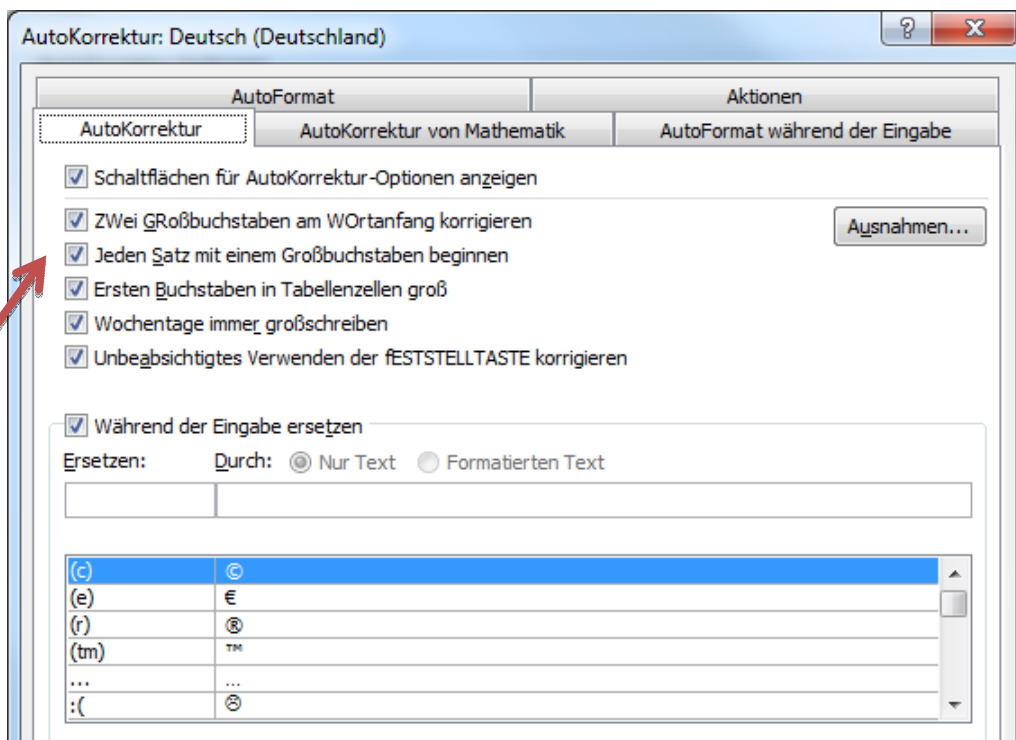 AutoKorrektur: Deutsch (Deutschland)
AutoFormat Aktionen
AutoKorrektur AutoKorrektur von Mathematik AutoFormat während der Eingabe
Schaltflächen für AutoKorrektur-Optionen anzeigen
ZWei GRoßbuchstaben am WOrtanfang korrigieren
Ausnahmen...
Jeden Satz mit einem Großbuchstaben beginnen
Ersten Buchstaben in Tabellenzellen groß
Wochentage immer großschreiben
Unbeabsichtigtes Verwenden der fESTSTELLTASTE korrigieren
Während der Eingabe ersetzen
Ersetzen: Durch: Nur Text Formatierten Text
(c) ©
(e) €
(r) ®
(tm) ™
... …
:( ☹